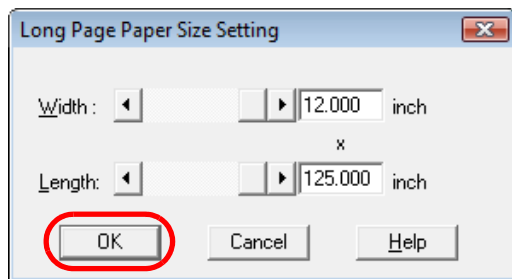 Long Page Paper Size Setting
Width : 12.000 inch
x
Length: 125.000 inch
OK Cancel Help